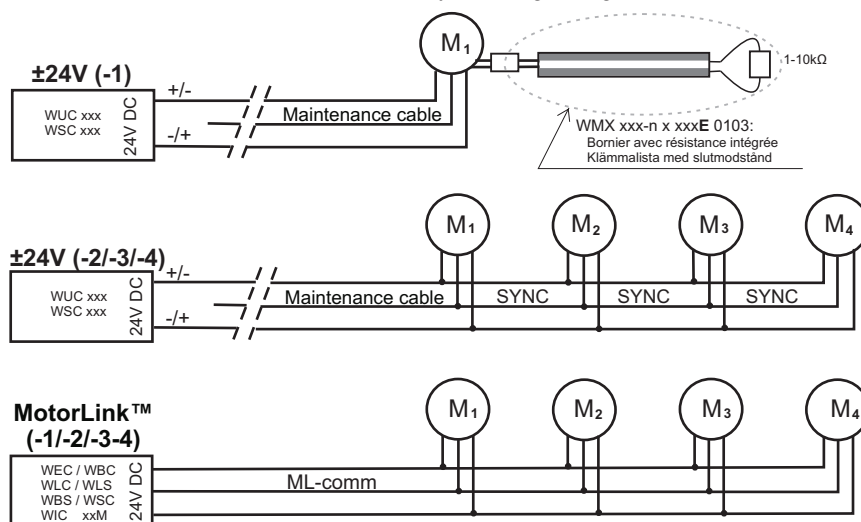 M1
±24V (-1)
WUC xxx
WSC xxx
24V DC
+/-
-/+
Maintenance cable
1-10kΩ
WMX xxx-n x xxxE 0103:
Bornier avec résistance intégrée
Klämmalista med slutmodstånd
±24V (-2/-3/-4)
WUC xxx
WSC xxx
24V DC
+/-
-/+
Maintenance cable
SYNC
SYNC
SYNC
M1
M2
M3
M4
MotorLink™
(-1/-2/-3-4)
WEC / WBC
WLC / WLS
WBS / WSC
WIC xxM
24V DC
ML-comm
M1
M2
M3
M4